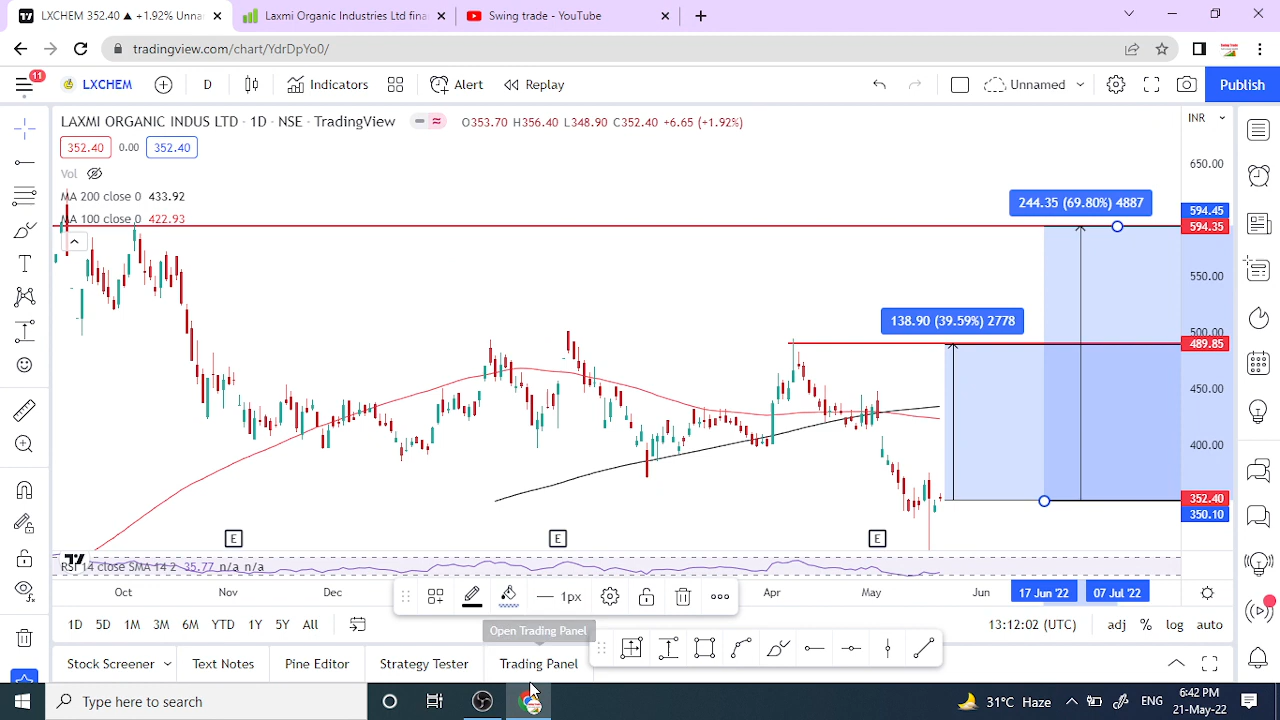 LXCHEM 352.40 ▲ +1.92% Unnam
Laxmi Organic Industries Ltd fina
Swing trade - YouTube
tradingview.com/chart/YdrDpYo0/
11
LXCHEM
D
Indicators
Alert
Replay
Unnamed
Publish
LAXMI ORGANIC INDUS LTD · 1D · NSE · TradingView
O353.70 H356.40 L348.90 C352.40 +6.65 (+1.92%)
INR
352.40
0.00
352.40
Vol
MA 200 close 0 433.92
MA 100 close 0 422.93
650.00
244.35 (69.80%) 4887
594.45
594.35
550.00
138.90 (39.59%) 2778
500.00
489.85
450.00
400.00
352.40
350.10
E
E
E
RSI 14 close SMA 14 2 35.77 n/a n/a
Oct
Nov
Dec
Apr
May
Jun
17 Jun '22
07 Jul '22
1px
1D
5D
1M
3M
6M
YTD
1Y
5Y
All
Open Trading Panel
13:12:02 (UTC)
adj
%
log
auto
Stock Screener
Text Notes
Pine Editor
Strategy Tester
Trading Panel
Type here to search
31°C Haze
ENG
6:42 PM
21-May-22